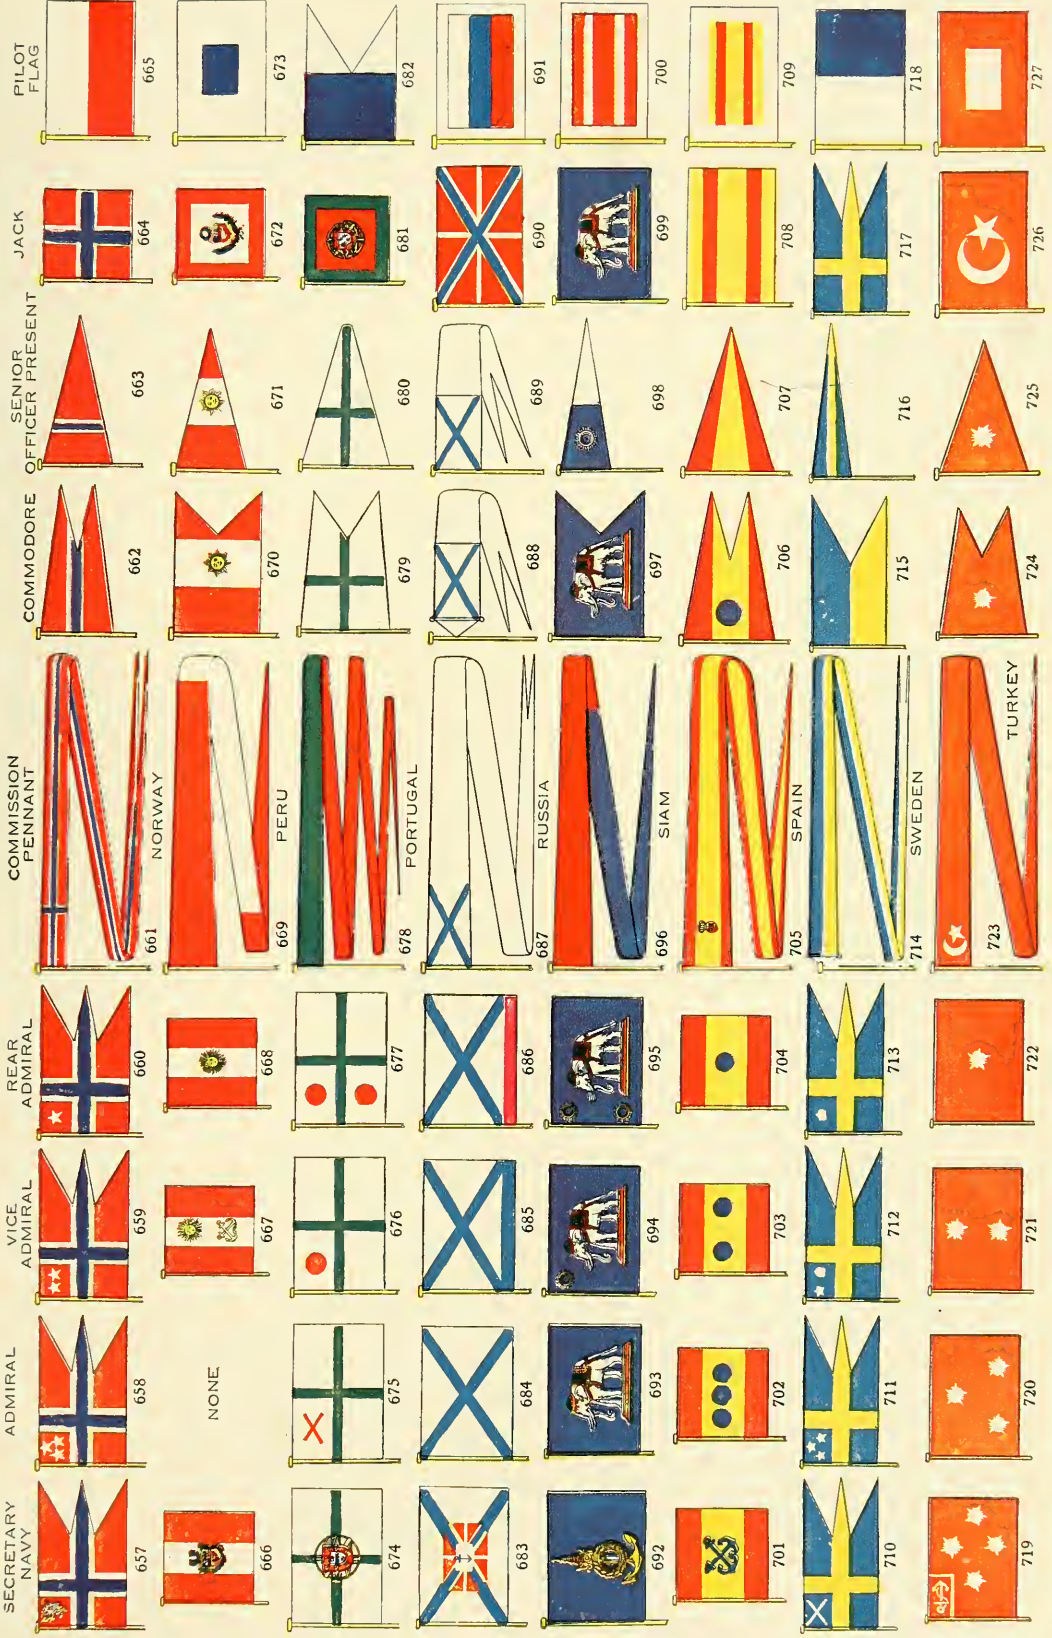 SECRETARY
NAVY
ADMIRAL
VICE
ADMIRAL
REAR
ADMIRAL
COMMISSION
PENNANT
COMMODORE
SENIOR
OFFICER PRESENT
JACK
PILOT
FLAG
657 658 659 660 661 662 663 664 665
NORWAY
NONE
666 667 668 669 670 671 672 673
PERU
674 675 676 677 678 679 680 681 682
PORTUGAL
683 684 685 686 687 688 689 690 691
RUSSIA
692 693 694 695 696 697 698 699 700
SIAM
701 702 703 704 705 706 707 708 709
SPAIN
710 711 712 713 714 715 716 717 718
SWEDEN
719 720 721 722 723 724 725 726 727
TURKEY